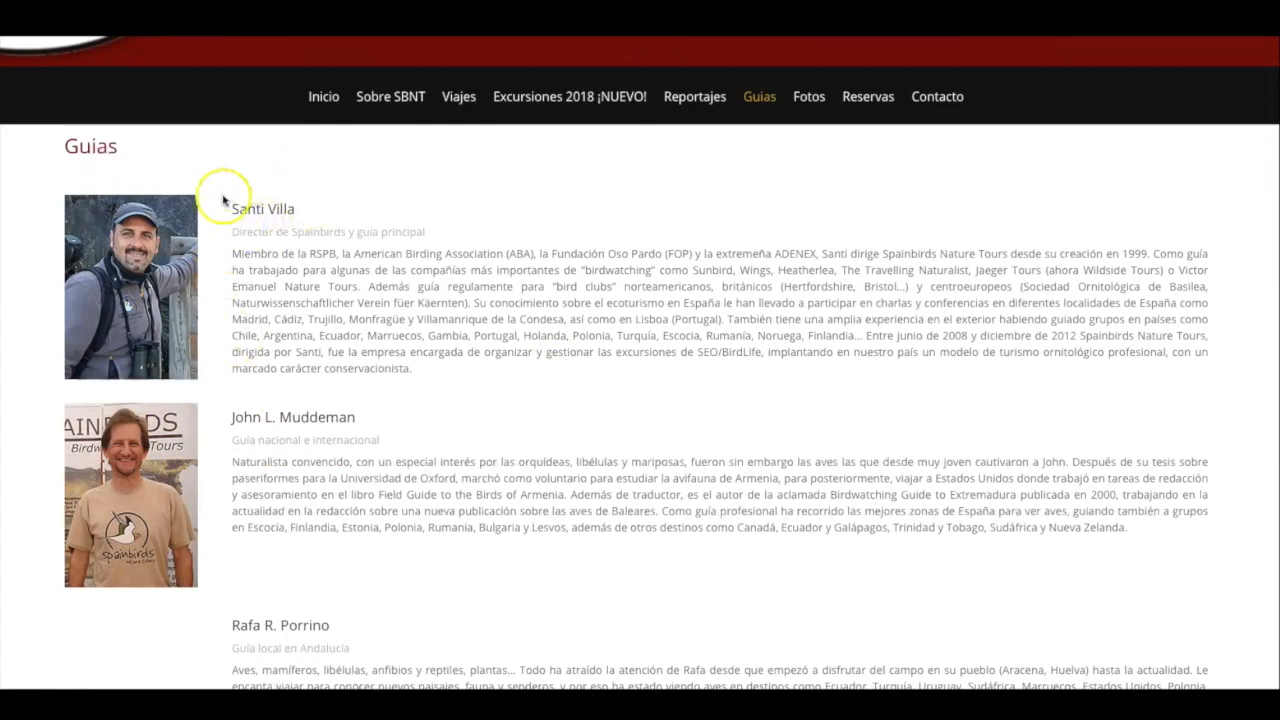 Inicio Sobre SBNT Viajes Excursiones 2018 ¡NUEVO! Reportajes Guias Fotos Reservas Contacto
Guias
Santi Villa
Director de Spainbirds y guía principal
Miembro de la RSPB, la American Birding Association (ABA), la Fundación Oso Pardo (FOP) y la extremeña ADENEX, Santi dirige Spainbirds Nature Tours desde su creación en 1999. Como guía
ha trabajado para algunas de las compañías más importantes de “birdwatching” como Sunbird, Wings, Heatherlea, The Travelling Naturalist, Jaeger Tours (ahora Wildside Tours) o Victor
Emanuel Nature Tours. Además guía regularmente para “bird clubs” norteamericanos, británicos (Hertfordshire, Bristol...) y centroeuropeos (Sociedad Ornitológica de Basilea,
Naturwissenschaftlicher Verein füer Käernten). Su conocimiento sobre el ecoturismo en España le han llevado a participar en charlas y conferencias en diferentes localidades de España como
Madrid, Cádiz, Trujillo, Monfragüe y Villamanrique de la Condesa, así como en Lisboa (Portugal). También tiene una amplia experiencia en el exterior habiendo guiado grupos en países como
Chile, Argentina, Ecuador, Marruecos, Gambia, Portugal, Holanda, Polonia, Turquía, Escocia, Rumanía, Noruega, Finlandia... Entre junio de 2008 y diciembre de 2012 Spainbirds Nature Tours,
dirigida por Santi, fue la empresa encargada de organizar y gestionar las excursiones de SEO/BirdLife, implantando en nuestro país un modelo de turismo ornitológico profesional, con un
marcado carácter conservacionista.
AINBIRDS
Birdw Tours
spainbirds
John L. Muddeman
Guía nacional e internacional
Naturalista convencido, con un especial interés por las orquídeas, libélulas y mariposas, fueron sin embargo las aves las que desde muy joven cautivaron a John. Después de su tesis sobre
paseriformes para la Universidad de Oxford, marchó como voluntario para estudiar la avifauna de Armenia, para posteriormente, viajar a Estados Unidos donde trabajó en tareas de redacción
y asesoramiento en el libro Field Guide to the Birds of Armenia. Además de traductor, es el autor de la aclamada Birdwatching Guide to Extremadura publicada en 2000, trabajando en la
actualidad en la redacción sobre una nueva publicación sobre las aves de Baleares. Como guía profesional ha recorrido las mejores zonas de España para ver aves, guiando también a grupos
en Escocia, Finlandia, Estonia, Polonia, Rumania, Bulgaria y Lesvos, además de otros destinos como Canadá, Ecuador y Galápagos, Trinidad y Tobago, Sudáfrica y Nueva Zelanda.
Rafa R. Porrino
Guía local en Andalucía
Aves, mamíferos, libélulas, anfibios y reptiles, plantas... Todo ha atraído la atención de Rafa desde que empezó a disfrutar del campo en su pueblo (Aracena, Huelva) hasta la actualidad. Le
encanta viajar para conocer nuevos paisajes, fauna y senderos, y por eso ha estado viendo aves en destinos como Ecuador, Turquía, Uruguay, Sudáfrica, Marruecos, Estados Unidos, Polonia,